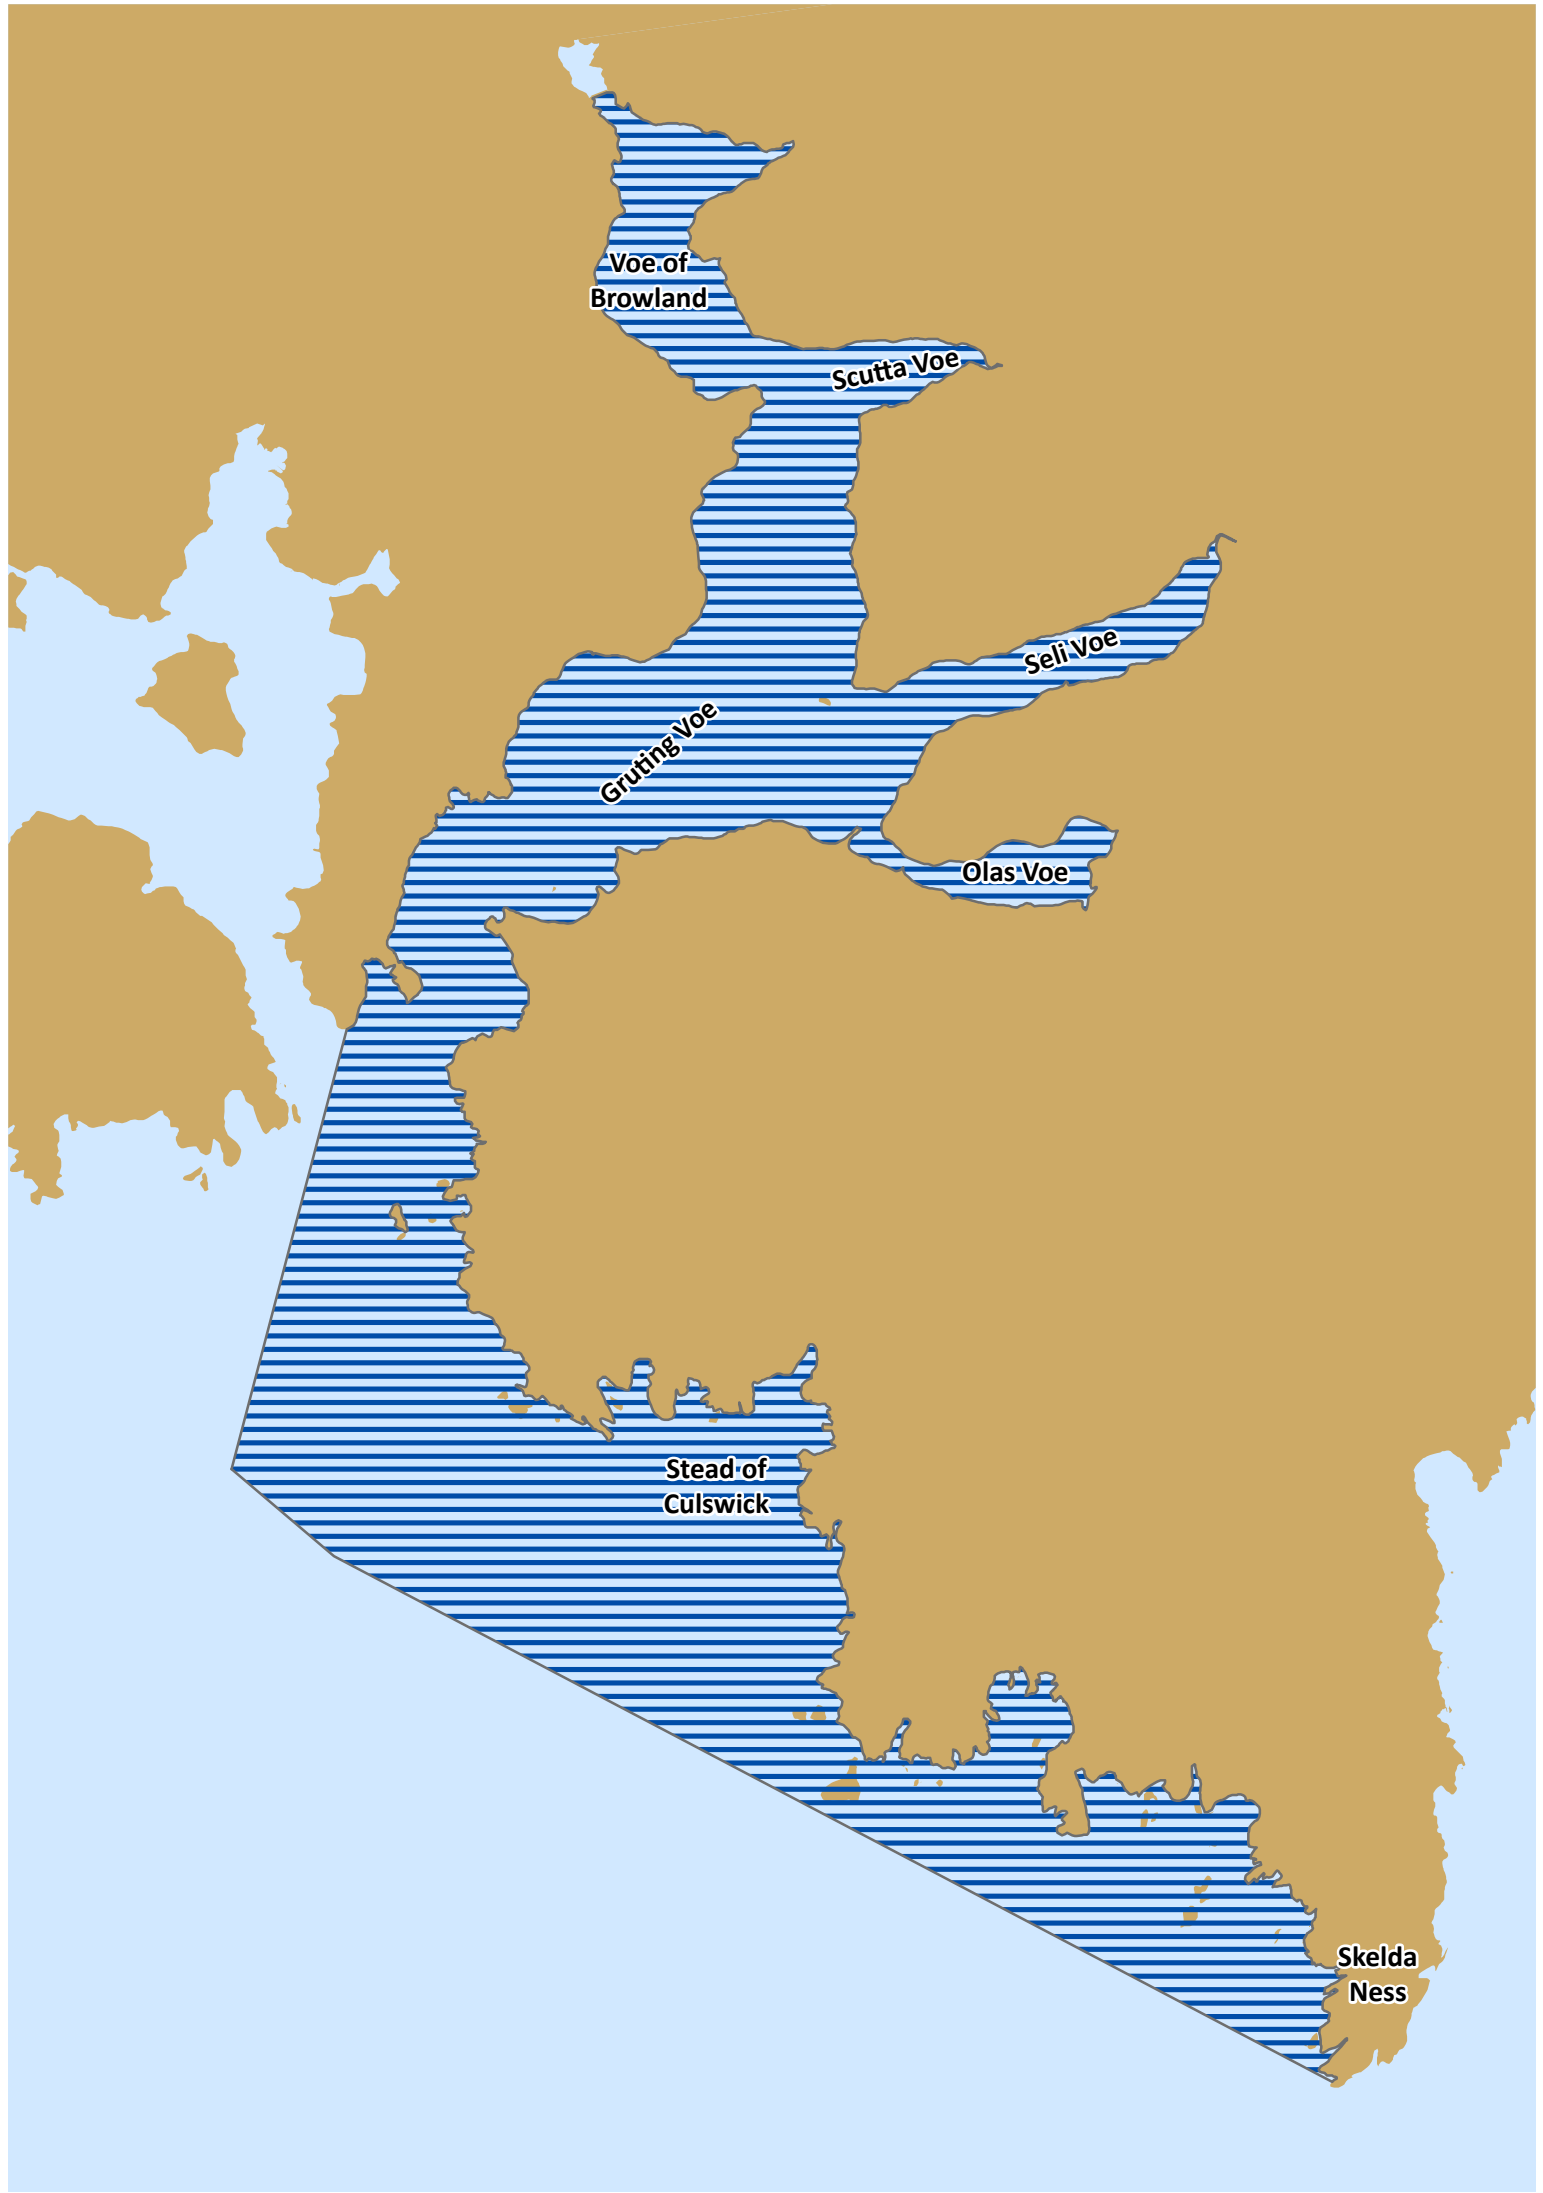 Voe of
Browland
Scutta Voe
Seli Voe
Gruting Voe
Olas Voe
Stead of
Culswick
Skelda
Ness